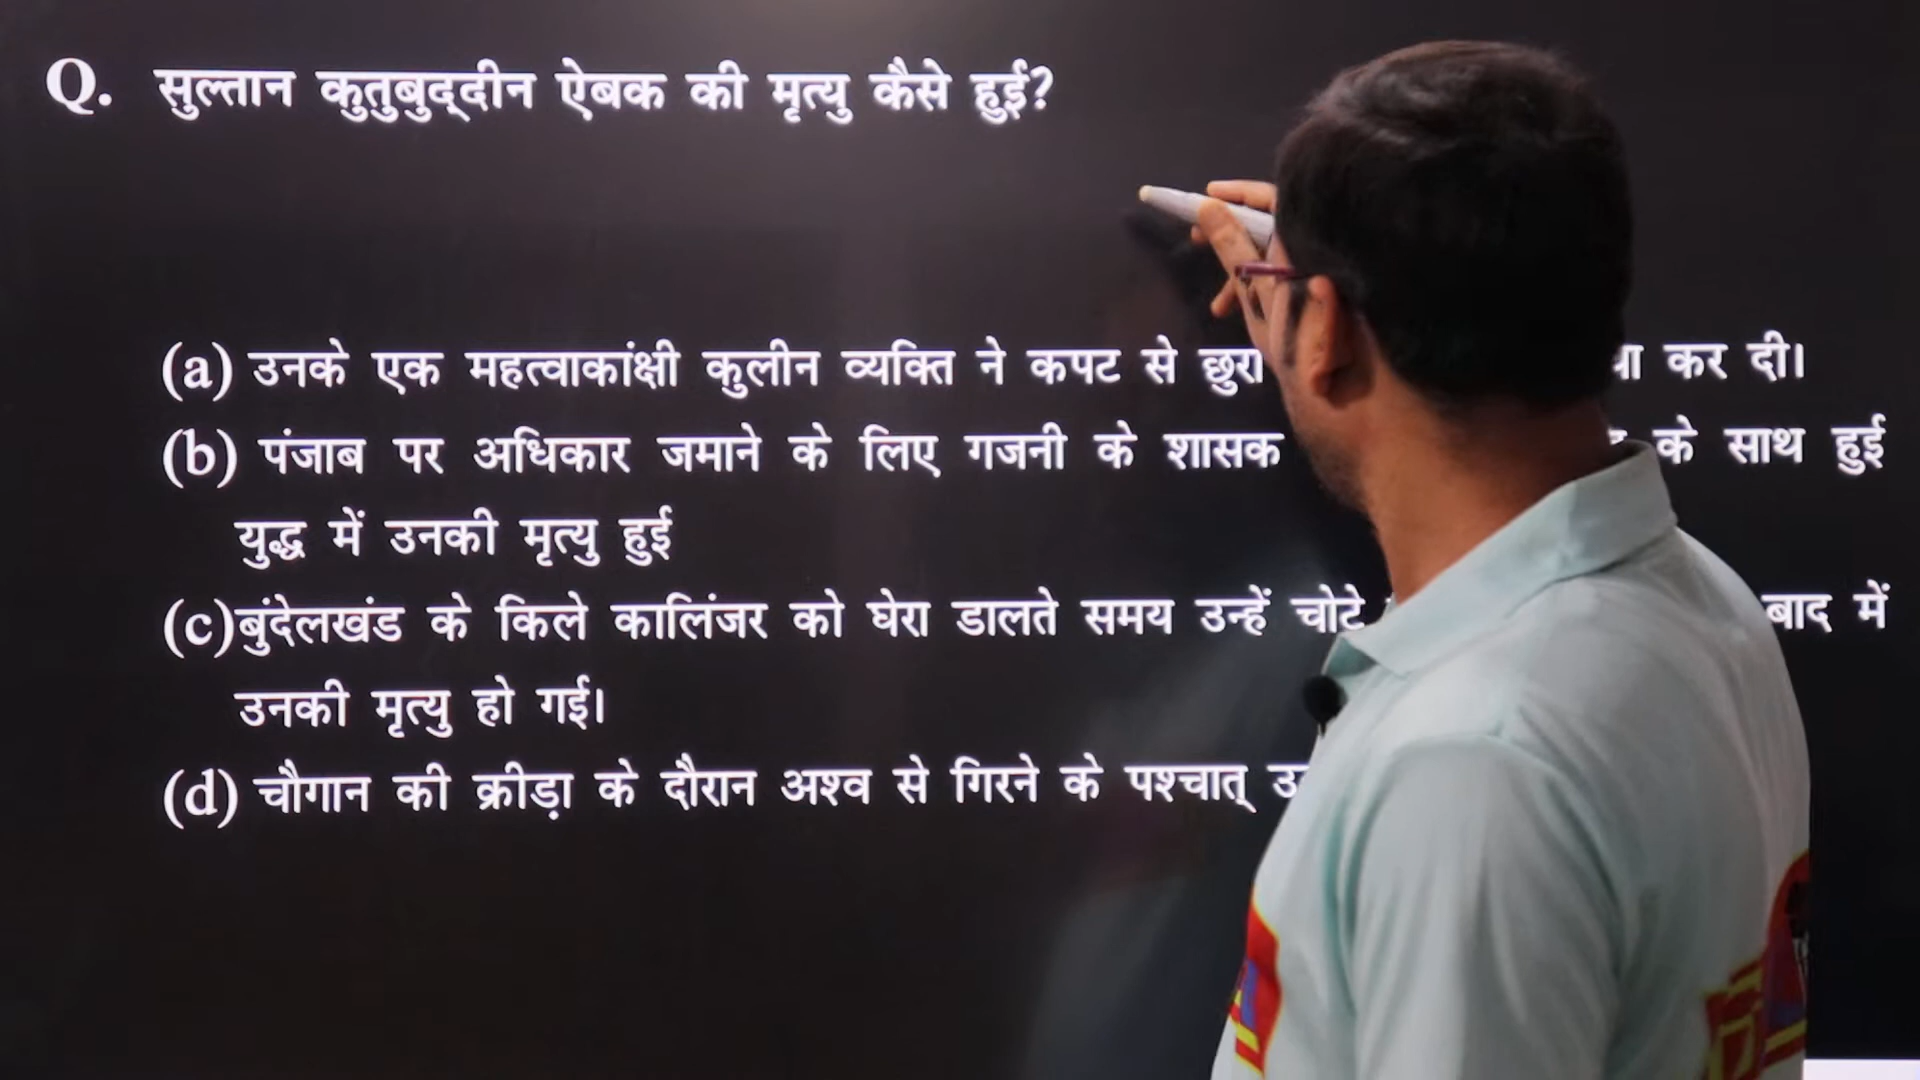 Q. सुल्तान कुतुबुद्दीन ऐबक की मृत्यु कैसे हुई?
(a) उनके एक महत्वाकांक्षी कुलीन व्यक्ति ने कपट से छुरा कर दी।
(b) पंजाब पर अधिकार जमाने के लिए गजनी के शासक के साथ हुई
युद्ध में उनकी मृत्यु हुई
(c) बुंदेलखंड के किले कालिंजर को घेरा डालते समय उन्हें चोटे बाद में
उनकी मृत्यु हो गई।
(d) चौगान की क्रीड़ा के दौरान अश्व से गिरने के पश्चात्